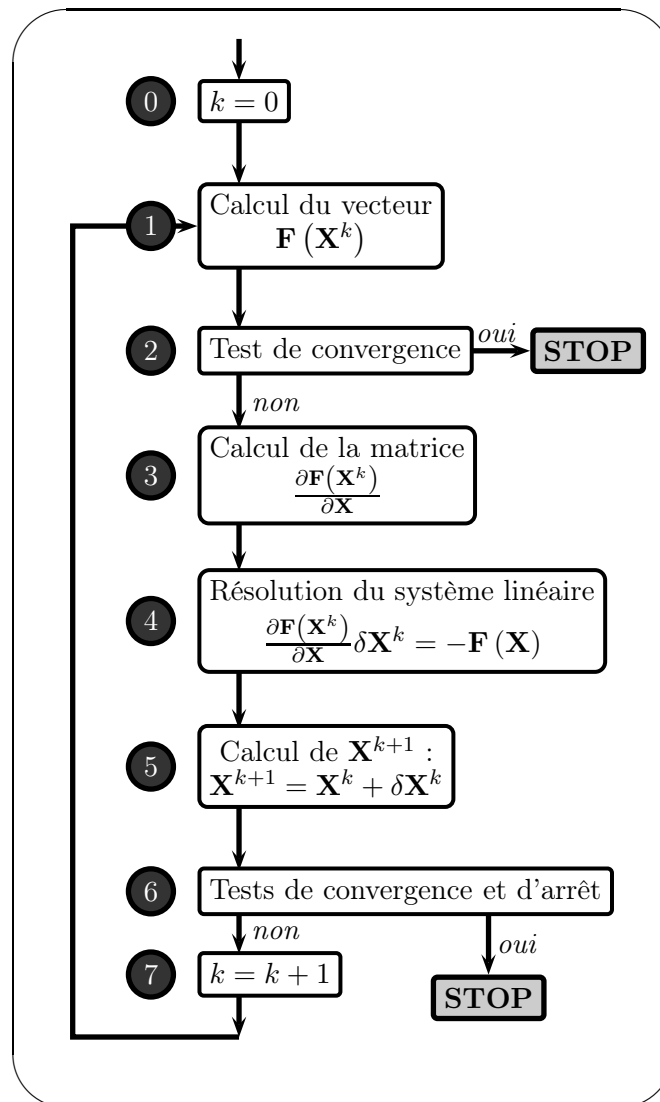 0 k = 0
1 Calcul du vecteur
F (X^k)
2 Test de convergence oui STOP
non
3 Calcul de la matrice
∂F(X^k)/∂X
4 Résolution du système linéaire
∂F(X^k)/∂X δX^k = −F (X)
5 Calcul de X^{k+1} :
X^{k+1} = X^k + δX^k
6 Tests de convergence et d'arrêt
non oui
7 k = k + 1
STOP